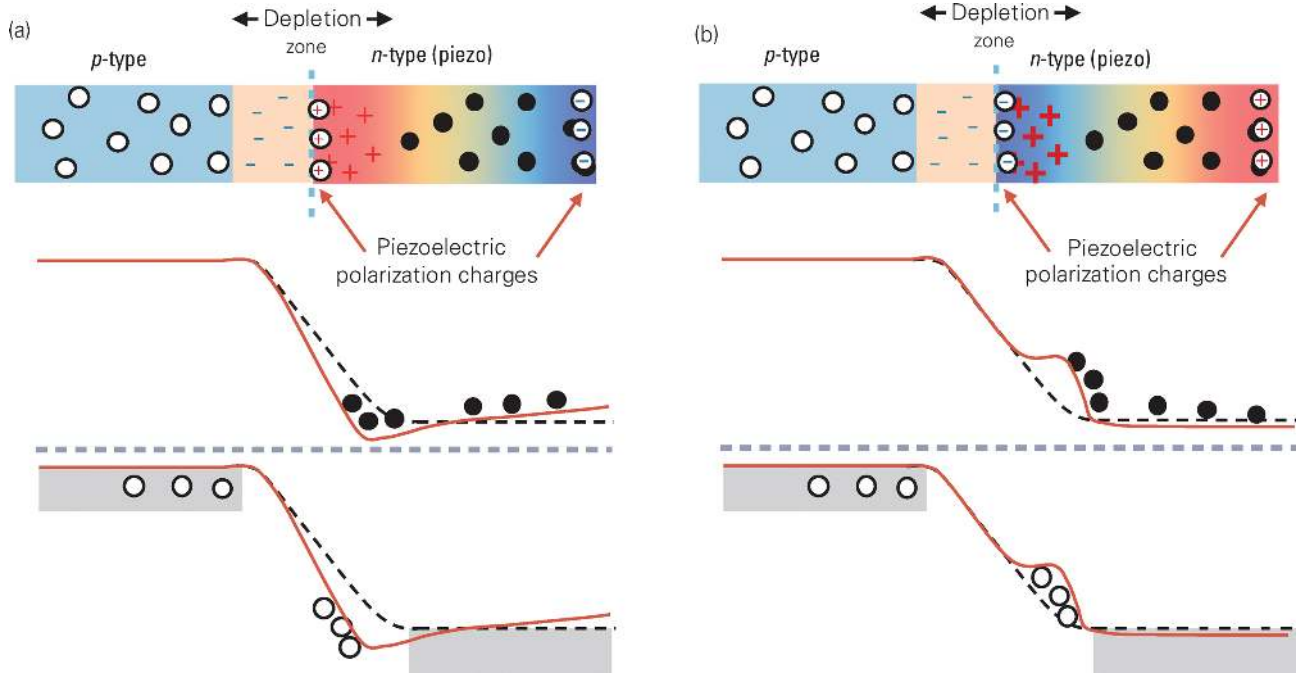 (a)
Depletion
zone
p-type
n-type (piezo)
Piezoelectric
polarization charges
(b)
Depletion
zone
p-type
n-type (piezo)
Piezoelectric
polarization charges